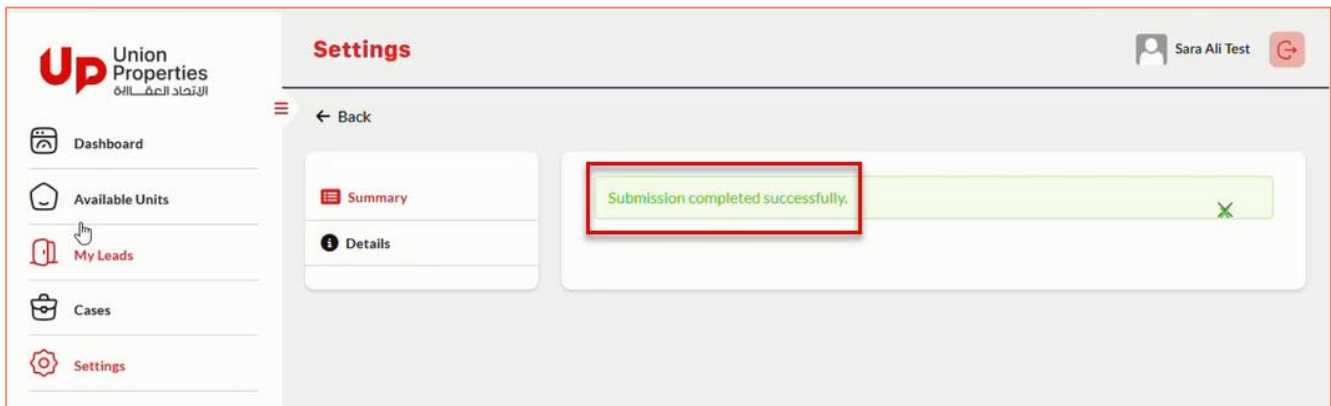 Union
Properties
الاتحاد العقارية
Settings
Sara Ali Test
Back
Dashboard
Available Units
My Leads
Cases
Settings
Summary
Details
Submission completed successfully.